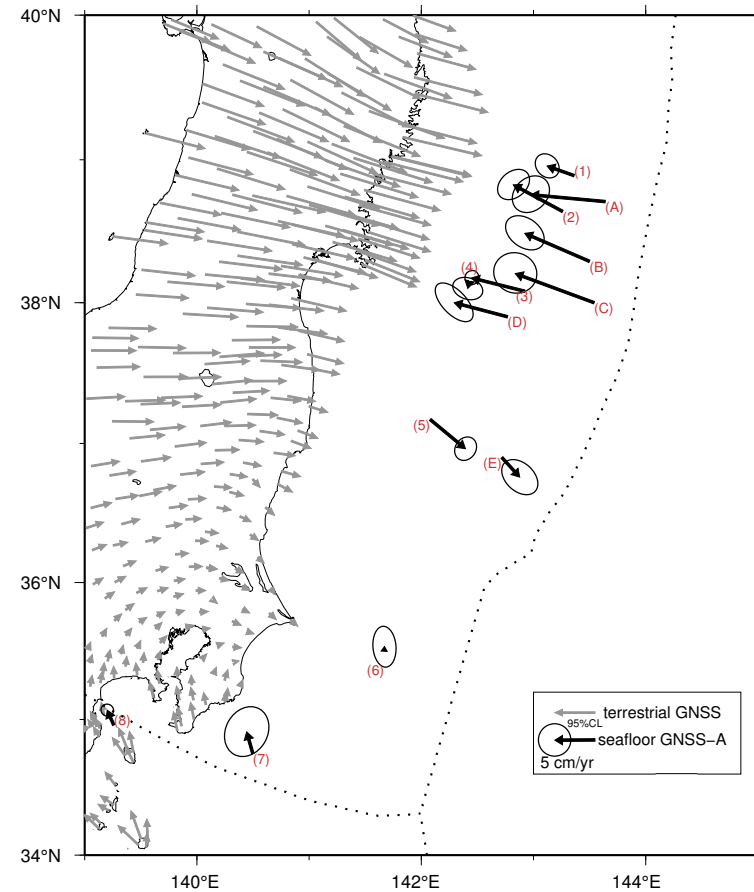 40°N
(1)
(A)
(2)
(B)
(4)
(3)
38°N
(C)
(D)
(5)
(E)
36°N
(6)
terrestrial GNSS
95%CL
(8)
seafloor GNSS−A
(7)
5 cm/yr
34°N
140°E
142°E
144°E